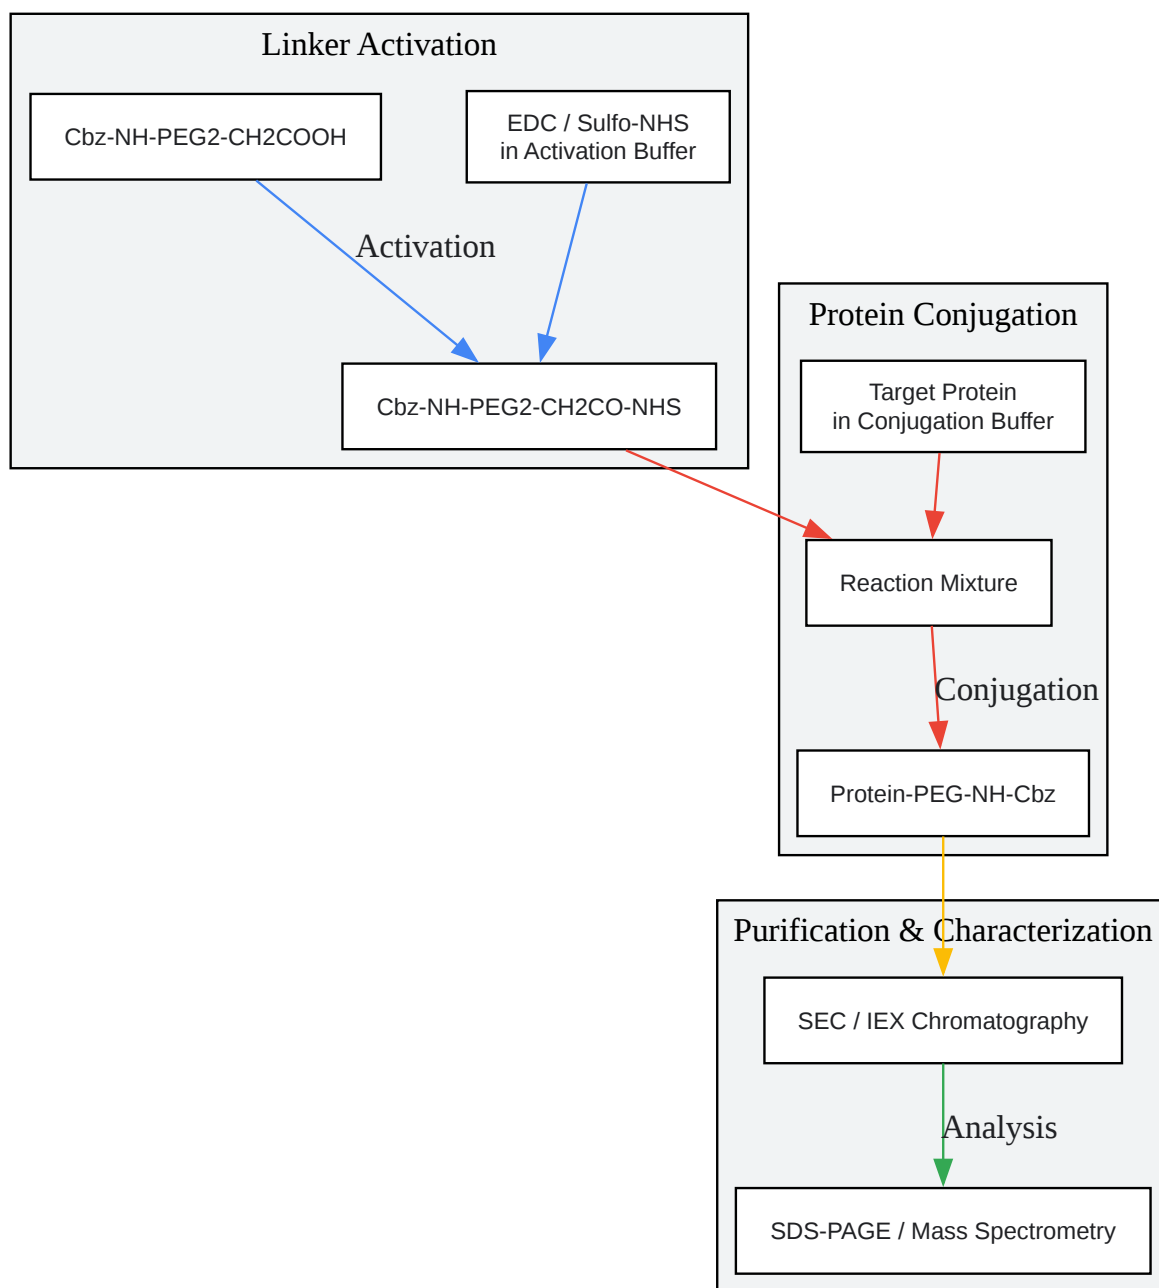 Linker Activation
Cbz-NH-PEG2-CH2COOH
EDC / Sulfo-NHS
in Activation Buffer
Activation
Cbz-NH-PEG2-CH2CO-NHS
Protein Conjugation
Target Protein
in Conjugation Buffer
Reaction Mixture
Conjugation
Protein-PEG-NH-Cbz
Purification & Characterization
SEC / IEX Chromatography
Analysis
SDS-PAGE / Mass Spectrometry